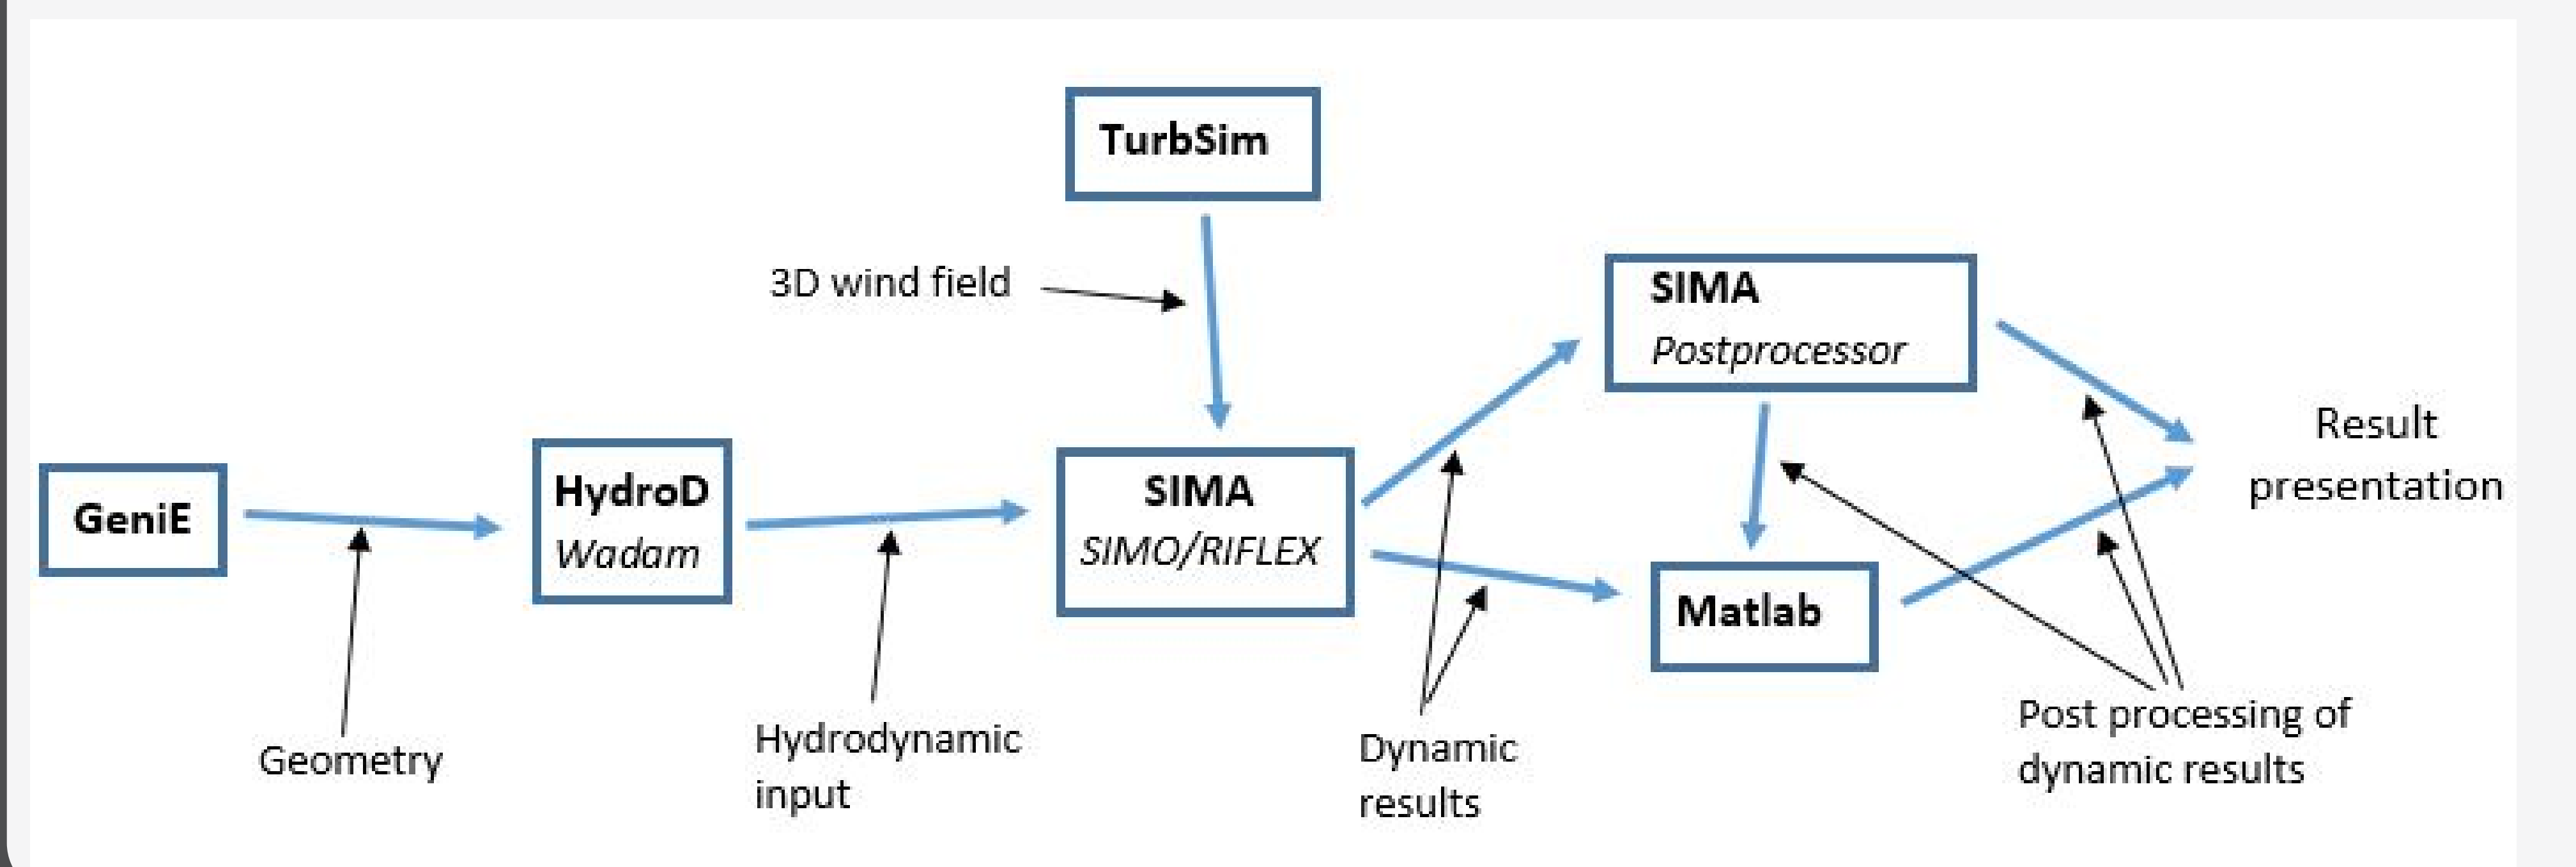 TurbSim
3D wind field
SIMA
Postprocessor
Result
presentation
GeniE
HydroD
Wadam
SIMA
SIMO/RIFLEX
Matlab
Geometry
Hydrodynamic
input
Dynamic
results
Post processing of
dynamic results